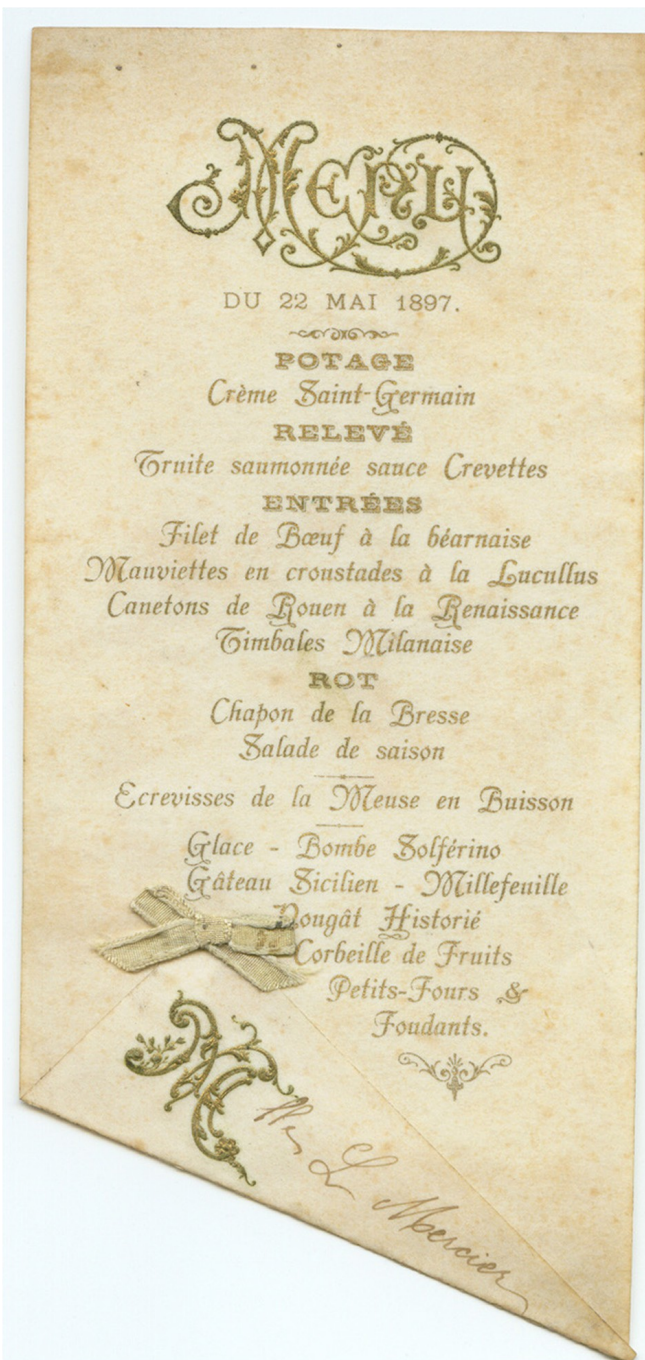 Menu
DU 22 MAI 1897.
POTAGE
Crème Saint-Germain
RELEVÉ
Truite saumonnée sauce Crevettes
ENTRÉES
Filet de Bœuf à la béarnaise
Mauviettes en croustades à la Lucullus
Canetons de Rouen à la Renaissance
Timbales Milanaise
ROT
Chapon de la Bresse
Salade de saison
Ecrevisses de la Meuse en Buisson
Glace - Bombe Solférino
Gâteau Sicilien - Millefeuille
Nougât Historié
Corbeille de Fruits
Petits-Fours &
Foudants.
L Mercier